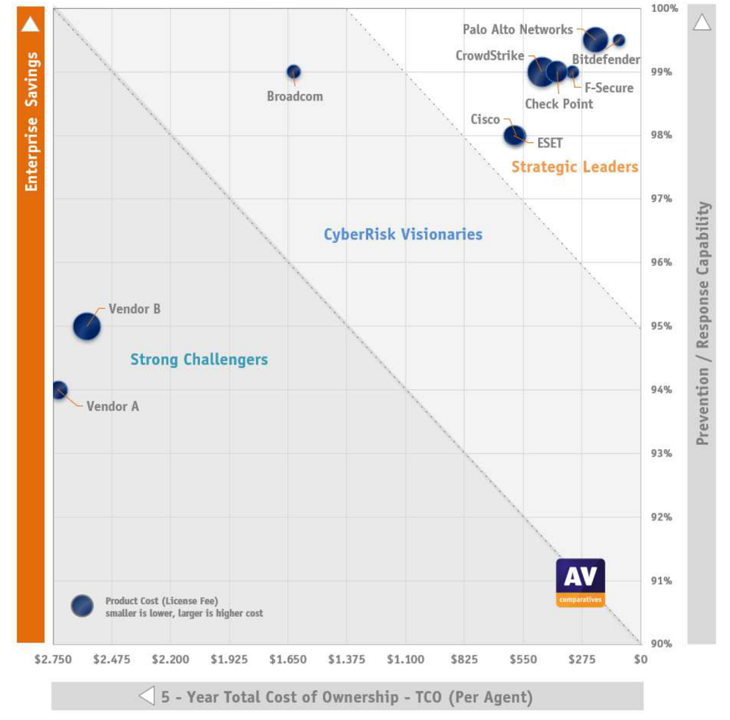 100%
Palo Alto Networks
Bitdefender
CrowdStrike
99%
F-Secure
Broadcom
Check Point
Cisco
98%
ESET
Strategic Leaders
97%
CyberRisk Visionaries
96%
Vendor B
95%
Strong Challengers
94%
Vendor A
93%
92%
AV
comparatives
91%
Product Cost (License Fee)
smaller is lower, larger is higher cost
90%
$2.750 $2.475 $2.200 $1.925 $1.650 $1.375 $1.100 $825 $550 $275 $0
5 - Year Total Cost of Ownership - TCO (Per Agent)
Enterprise Savings
Prevention / Response Capability